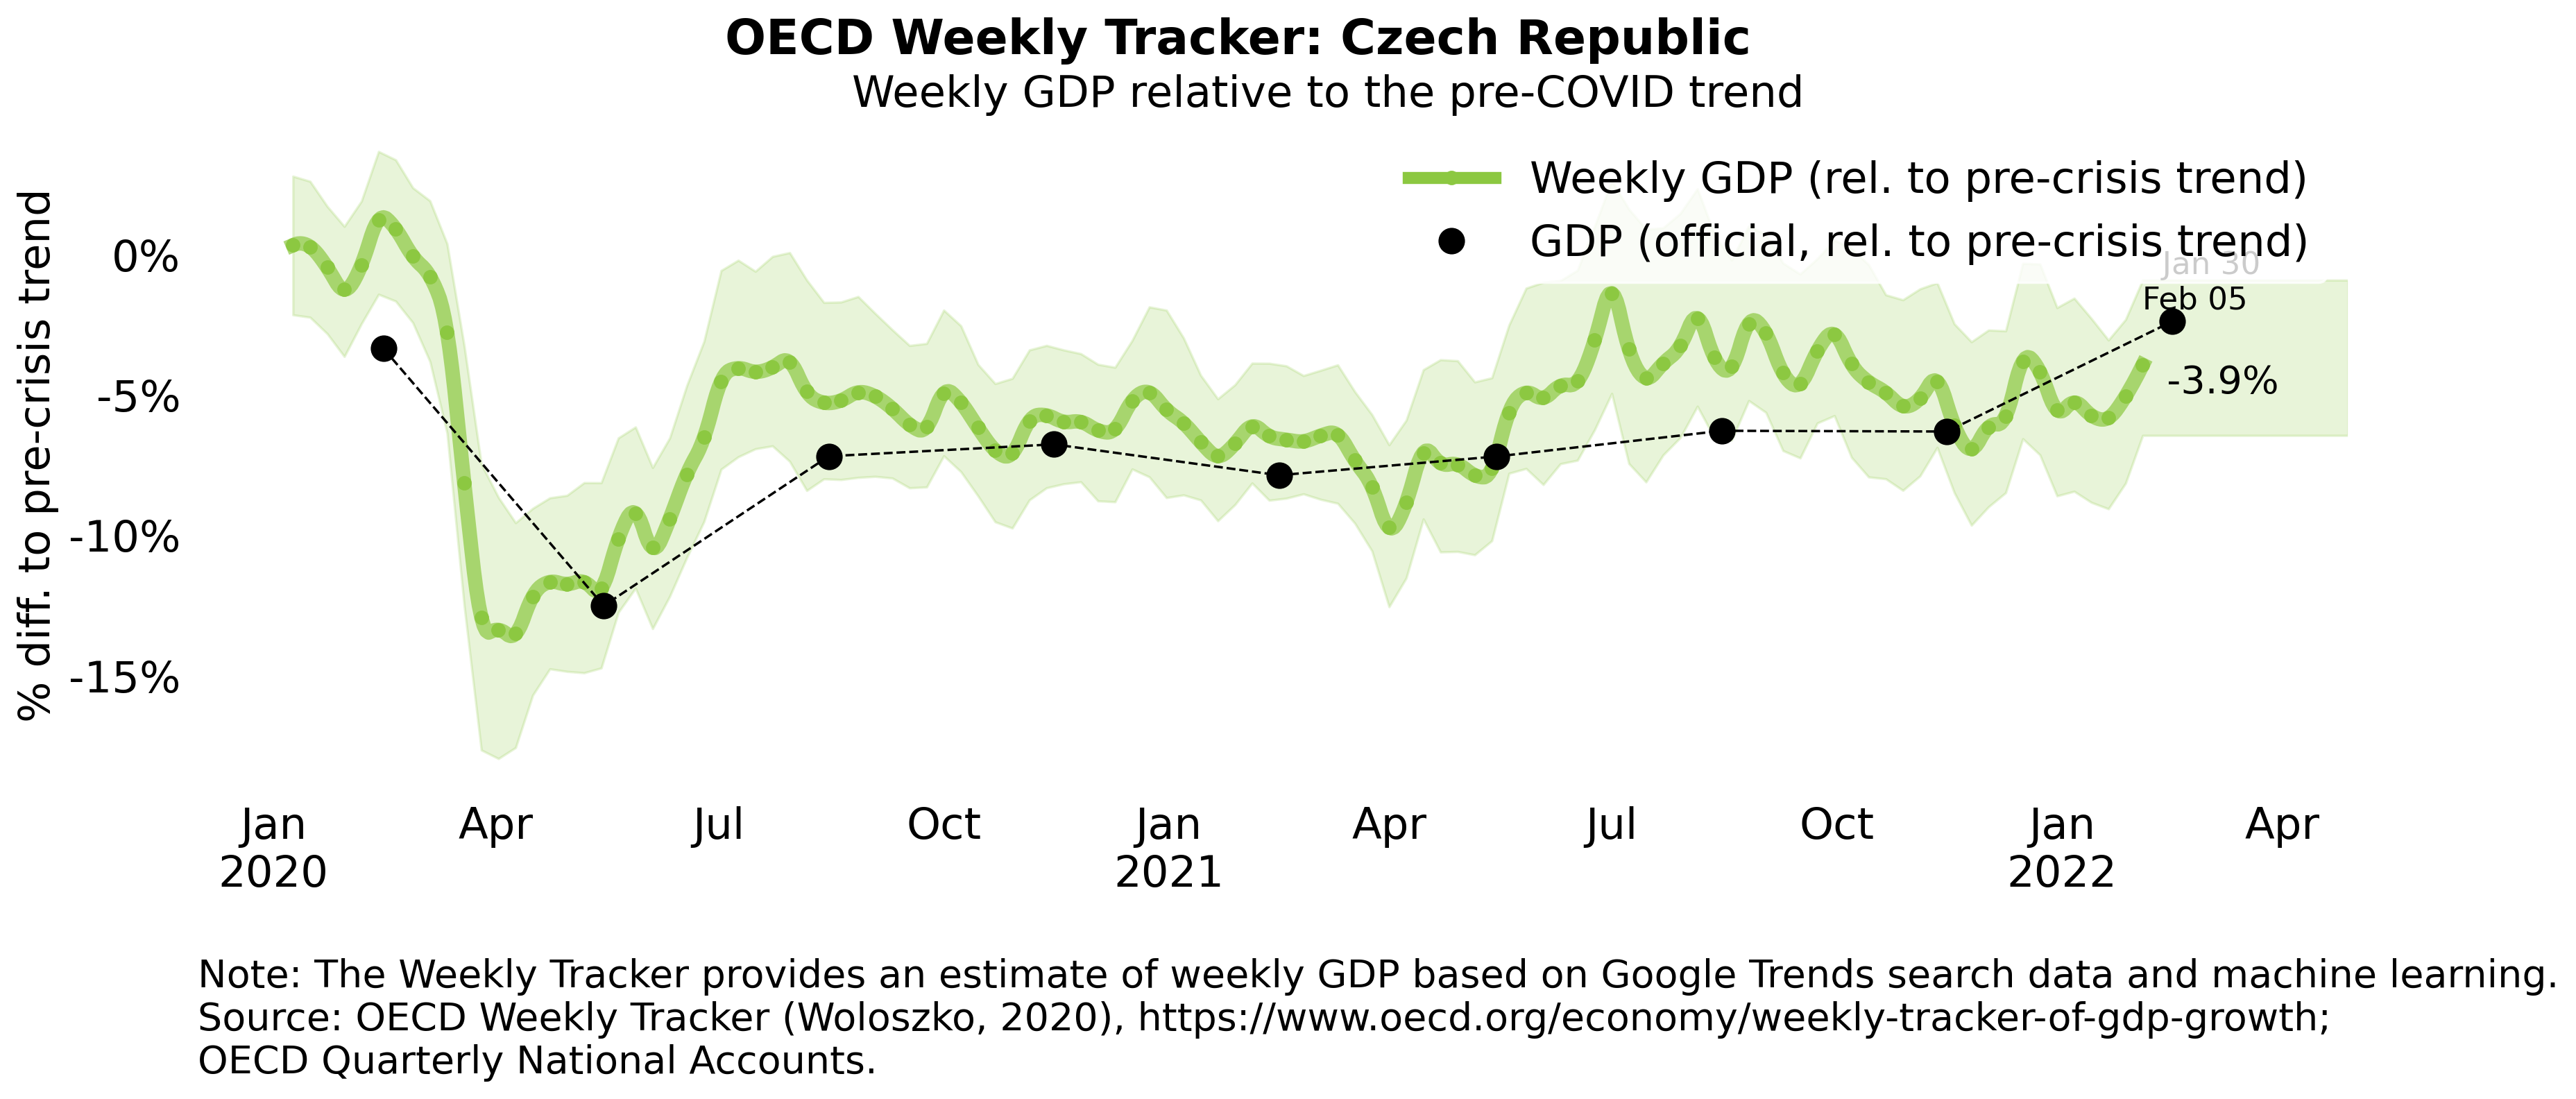 OECD Weekly Tracker: Czech Republic
Weekly GDP relative to the pre-COVID trend
Weekly GDP (rel. to pre-crisis trend)
GDP (official, rel. to pre-crisis trend)
% diff. to pre-crisis trend
0%
-5%
-10%
-15%
Jan 30
Feb 05
-3.9%
Jan Apr Jul Oct Jan Apr Jul Oct Jan Apr
2020 2021 2022
Note: The Weekly Tracker provides an estimate of weekly GDP based on Google Trends search data and machine learning.
Source: OECD Weekly Tracker (Woloszko, 2020), https://www.oecd.org/economy/weekly-tracker-of-gdp-growth;
OECD Quarterly National Accounts.